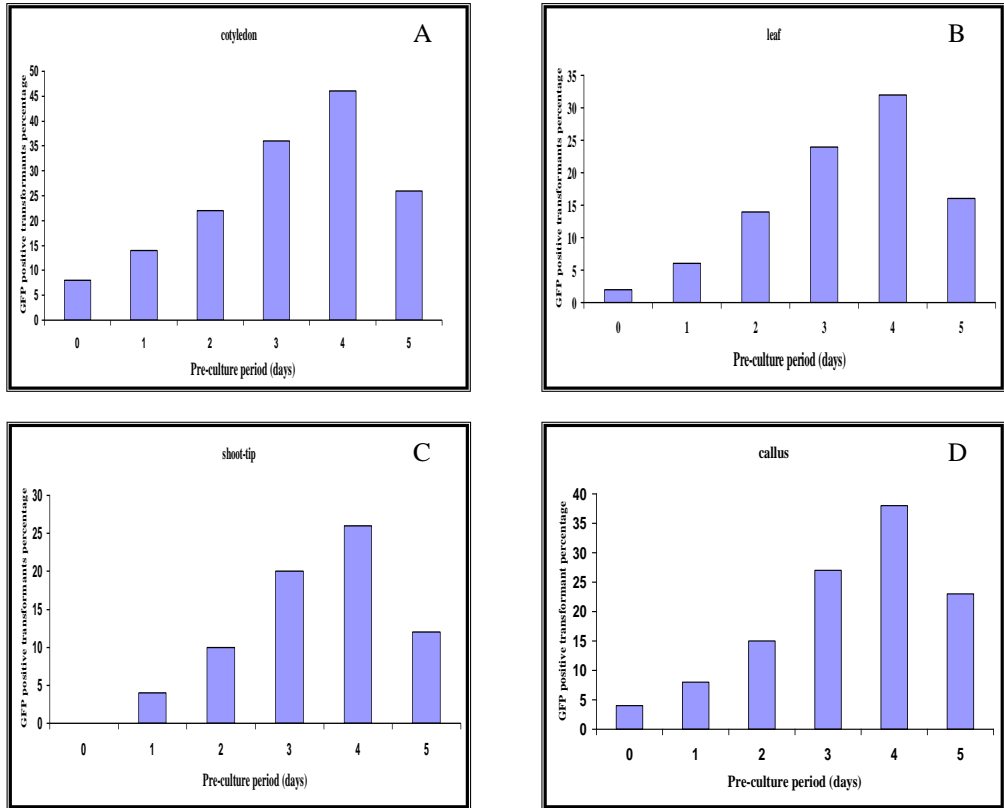 cotyledon
A
GFP positive transformants percentage
50
45
40
35
30
25
20
15
10
5
0
0 1 2 3 4 5
Pre-culture period (days)
leaf
B
GFP positive transformants percentage
35
30
25
20
15
10
5
0
0 1 2 3 4 5
Pre-culture period (days)
shoot-tip
C
GFP positive transformants percentage
30
25
20
15
10
5
0
0 1 2 3 4 5
Pre-culture period (days)
callus
D
GFP positive transformant percentage
40
35
30
25
20
15
10
5
0
0 1 2 3 4 5
Pre-culture period (days)